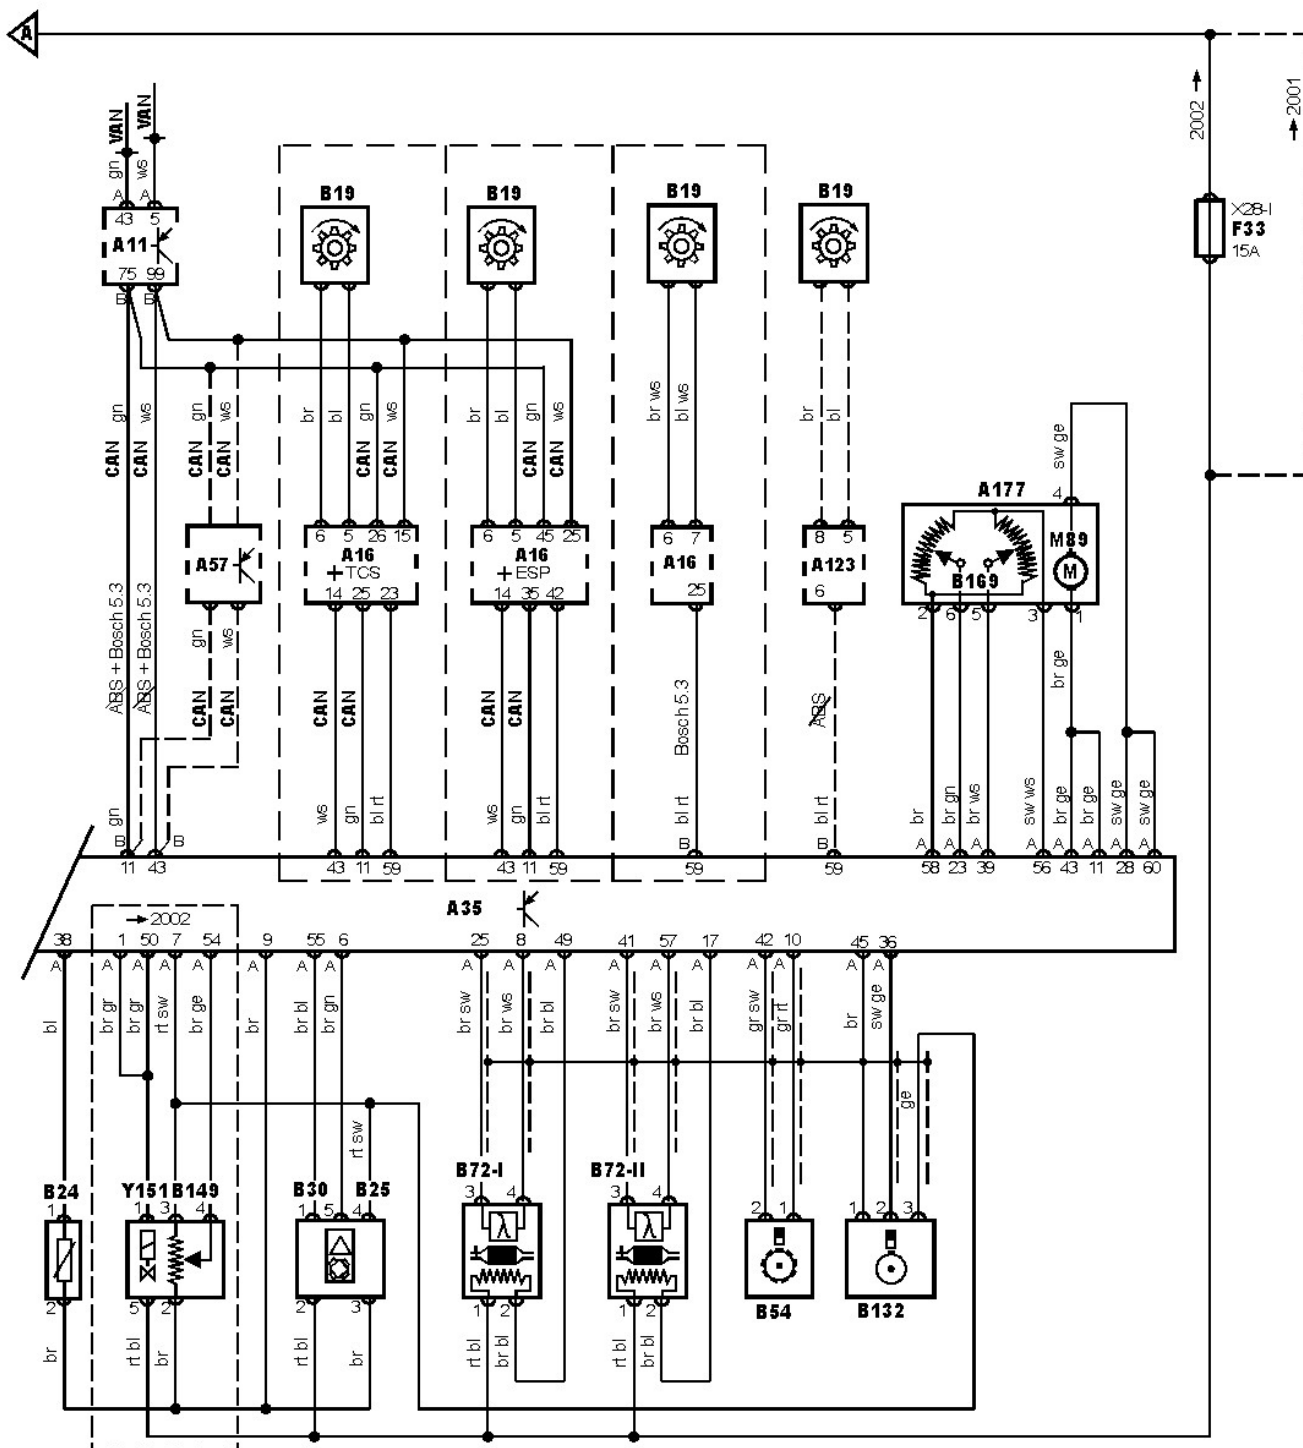 A
2002
2001
VAN VAN
gn ws
A A
43 5
A11
75 99
B B
B19 B19 B19 B19
X28-I
F33
15A
gn ws gn ws br bl gn ws br bl gn ws br ws bl ws br bl
CAN CAN CAN CAN CAN CAN CAN CAN
sw ge
A177
4
6 5 26 15 6 5 45 25 6 7 8 5
A57
A16
+TCS
A16
+ESP
A16
A123
M89
M
B169
14 25 23 14 35 42 25 6
2 6 5 3 1
ABS + Bosch 5.3
ABS + Bosch 5.3
gn ws
CAN CAN CAN CAN CAN CAN
Bosch 5.3
ABS
br ge
gn ws gn bl rt ws gn bl rt bl rt bl rt br br gn br ws sw ws br ge br ge sw ge sw ge
B B B B A A A A A A A A
11 43 43 11 59 43 11 59 59 59 58 23 39 56 43 11 28 60
A35
2002
38 1 50 7 54 9 55 6 25 8 49 41 57 17 42 10 45 36
A A A A A A A A A A A A A A A A A A
bl br gr br gr rt sw br ge br br bl br gn br sw br ws br bl br sw br ws br bl gr sw gr rt br sw ge
ge
rt sw
B24 Y151 B149 B30 B25 B72-I B72-II
1 1 3 4 1 5 4 3 4 3 4 2 1 1 2 3
λ λ
2 5 2 2 3 1 2 1 2
B54 B132
br rt bl br rt bl br rt bl br bl rt bl br bl